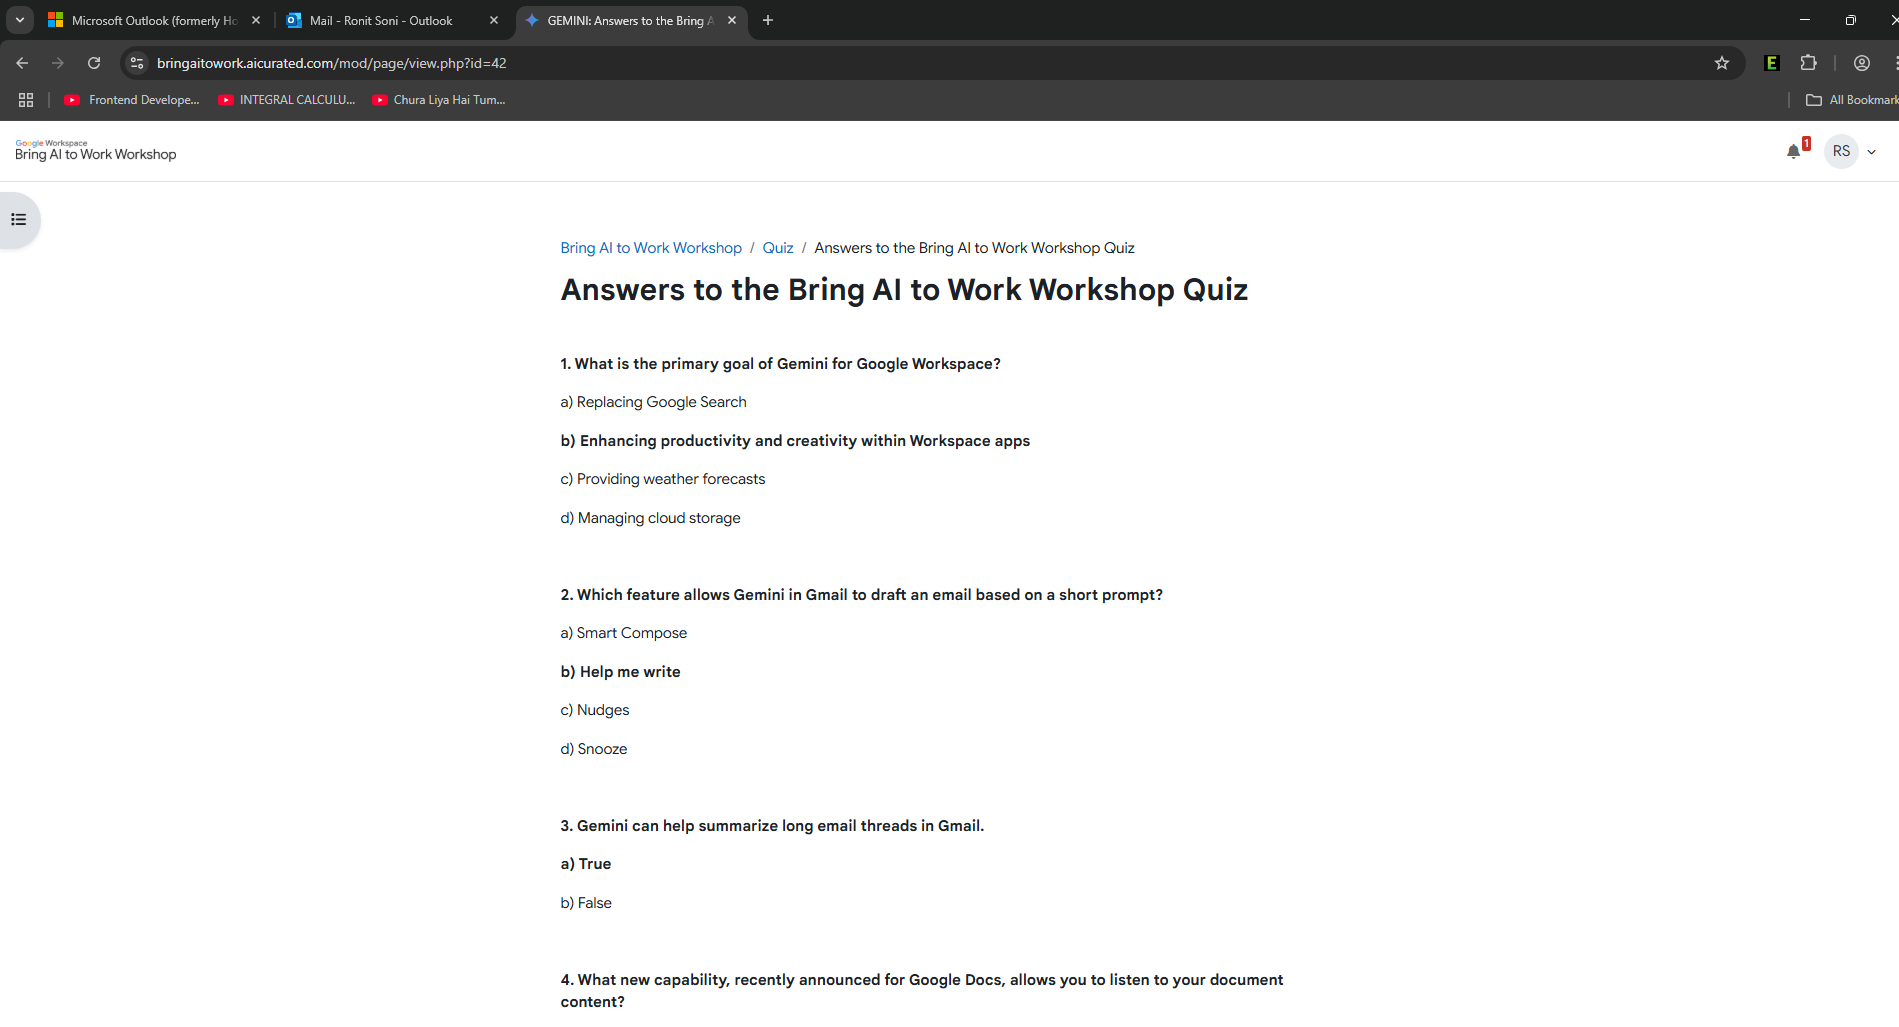 Microsoft Outlook (formerly Ho
Mail - Ronit Soni - Outlook
GEMINI: Answers to the Bring A
bringaitowork.aicurated.com/mod/page/view.php?id=42
E
Frontend Develope...
INTEGRAL CALCULU...
Chura Liya Hai Tum...
All Bookmark
Google Workspace
Bring AI to Work Workshop
1
RS
Bring AI to Work Workshop / Quiz / Answers to the Bring AI to Work Workshop Quiz
Answers to the Bring AI to Work Workshop Quiz
1. What is the primary goal of Gemini for Google Workspace?
a) Replacing Google Search
b) Enhancing productivity and creativity within Workspace apps
c) Providing weather forecasts
d) Managing cloud storage
2. Which feature allows Gemini in Gmail to draft an email based on a short prompt?
a) Smart Compose
b) Help me write
c) Nudges
d) Snooze
3. Gemini can help summarize long email threads in Gmail.
a) True
b) False
4. What new capability, recently announced for Google Docs, allows you to listen to your document
content?